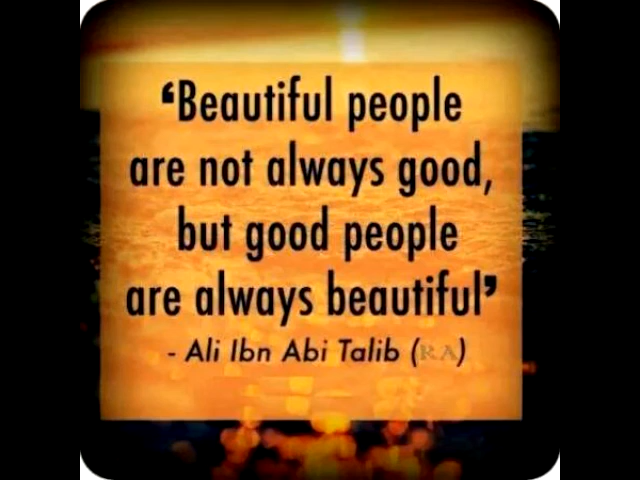 ‘Beautiful people
are not always good,
but good people
are always beautiful’
- Ali Ibn Abi Talib (RA)